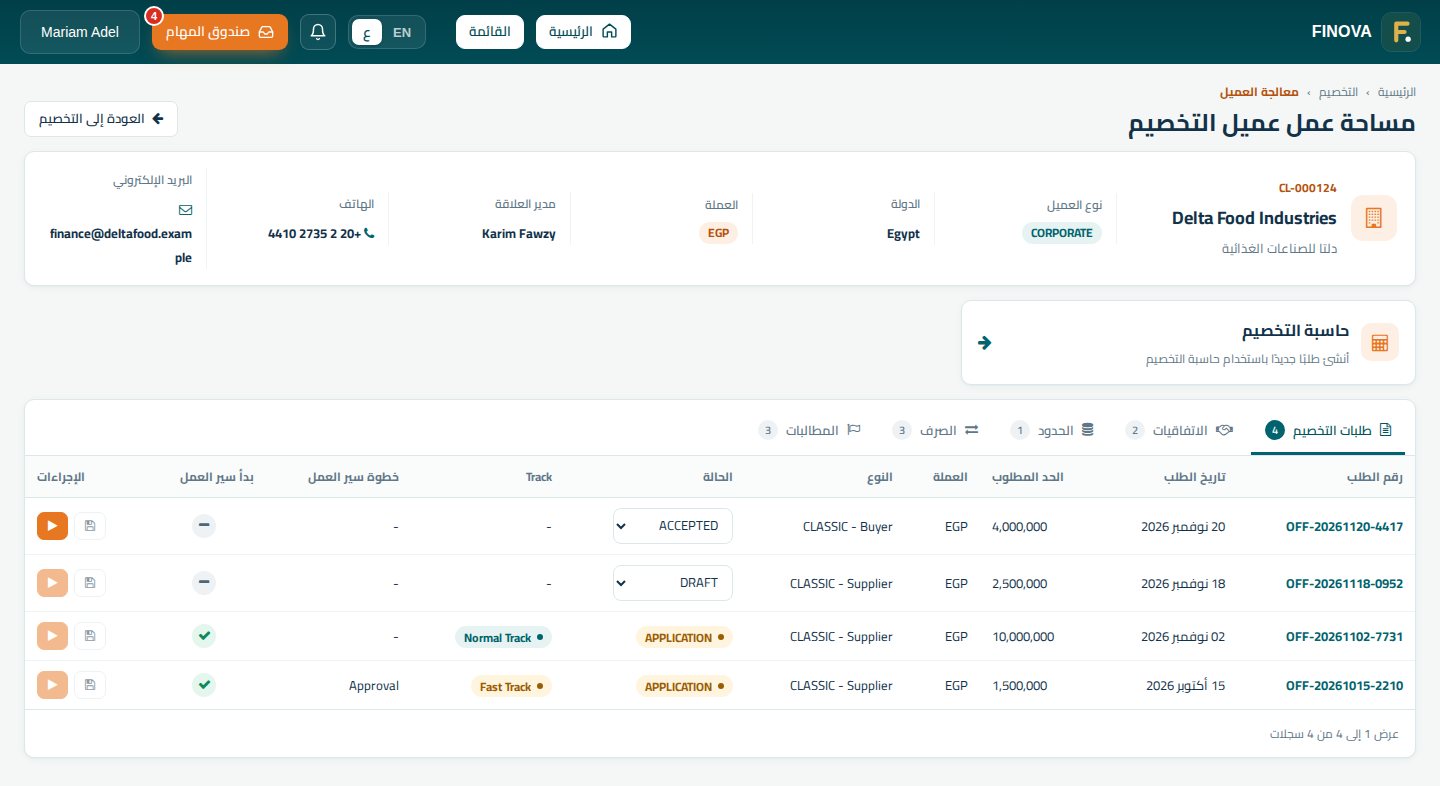 FINOVA
الرئيسية
القائمة
EN
ع
صندوق المهام
4
Mariam Adel
الرئيسية › التخصيم › معالجة العميل
مساحة عمل عميل التخصيم
العودة إلى التخصيم
CL-000124
Delta Food Industries
دلتا للصناعات الغذائية
نوع العميل
CORPORATE
الدولة
Egypt
العملة
EGP
مدير العلاقة
Karim Fawzy
الهاتف
+20 2 2735 4410
البريد الإلكتروني
finance@deltafood.exam
ple
حاسبة التخصيم
أنشئ طلبًا جديدًا باستخدام حاسبة التخصيم
طلبات التخصيم 4
الاتفاقيات 2
الحدود 1
الصرف 3
المطالبات 3
رقم الطلب تاريخ الطلب الحد المطلوب العملة النوع الحالة Track خطوة سير العمل بدأ سير العمل الإجراءات
OFF-20261120-4417 20 نوفمبر 2026 4,000,000 EGP CLASSIC - Buyer ACCEPTED - -
OFF-20261118-0952 18 نوفمبر 2026 2,500,000 EGP CLASSIC - Supplier DRAFT - -
OFF-20261102-7731 02 نوفمبر 2026 10,000,000 EGP CLASSIC - Supplier APPLICATION Normal Track -
OFF-20261015-2210 15 أكتوبر 2026 1,500,000 EGP CLASSIC - Supplier APPLICATION Fast Track Approval
عرض 1 إلى 4 من 4 سجلات